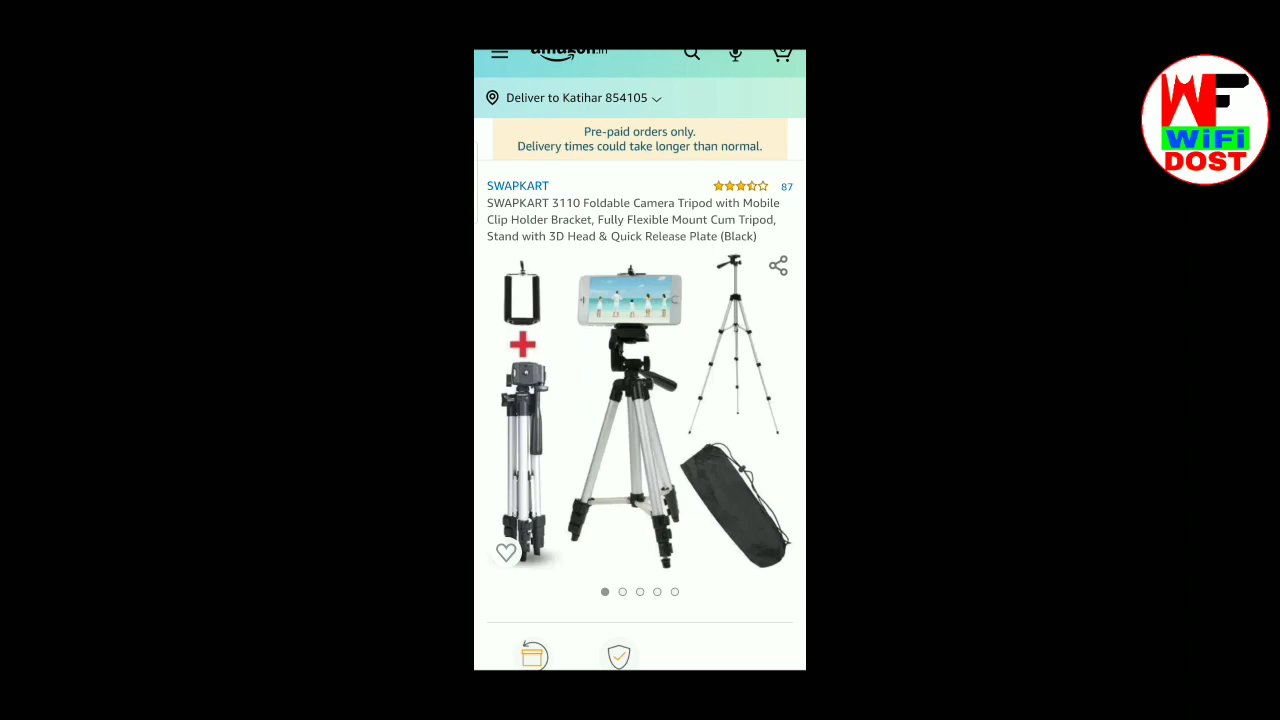 amazon.in
Deliver to Katihar 854105
Pre-paid orders only.
Delivery times could take longer than normal.
SWAPKART 87
SWAPKART 3110 Foldable Camera Tripod with Mobile
Clip Holder Bracket, Fully Flexible Mount Cum Tripod,
Stand with 3D Head & Quick Release Plate (Black)
WF
WiFi
DOST